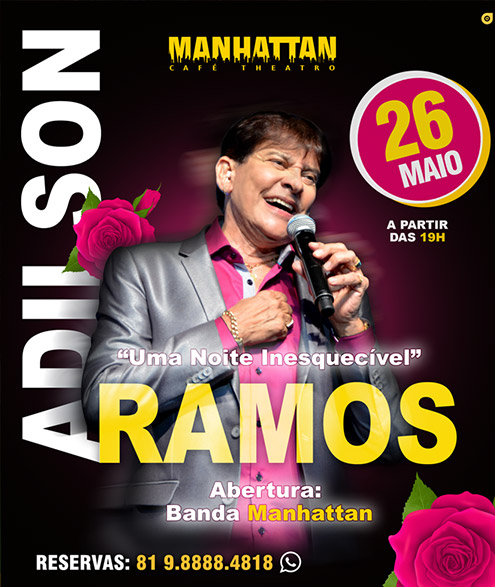 MANHATTAN
CAFÉ THEATRO
26
MAIO
A PARTIR
DAS 19H
ADILSON
"Uma Noite Inesquecível"
RAMOS
Abertura:
Banda Manhattan
RESERVAS: 81 9.8888.4818